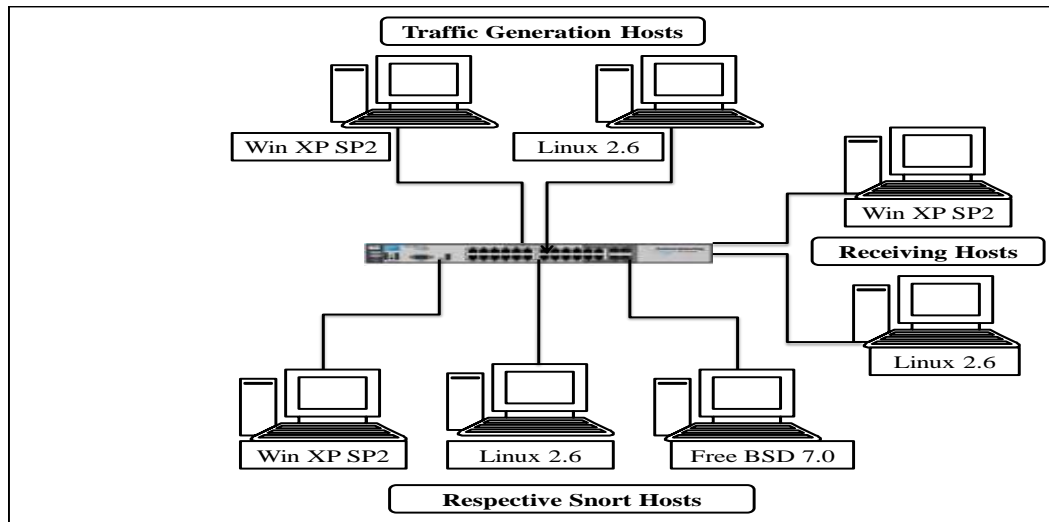 Traffic Generation Hosts
Win XP SP2
Linux 2.6
Win XP SP2
Receiving Hosts
Linux 2.6
Win XP SP2
Linux 2.6
Free BSD 7.0
Respective Snort Hosts